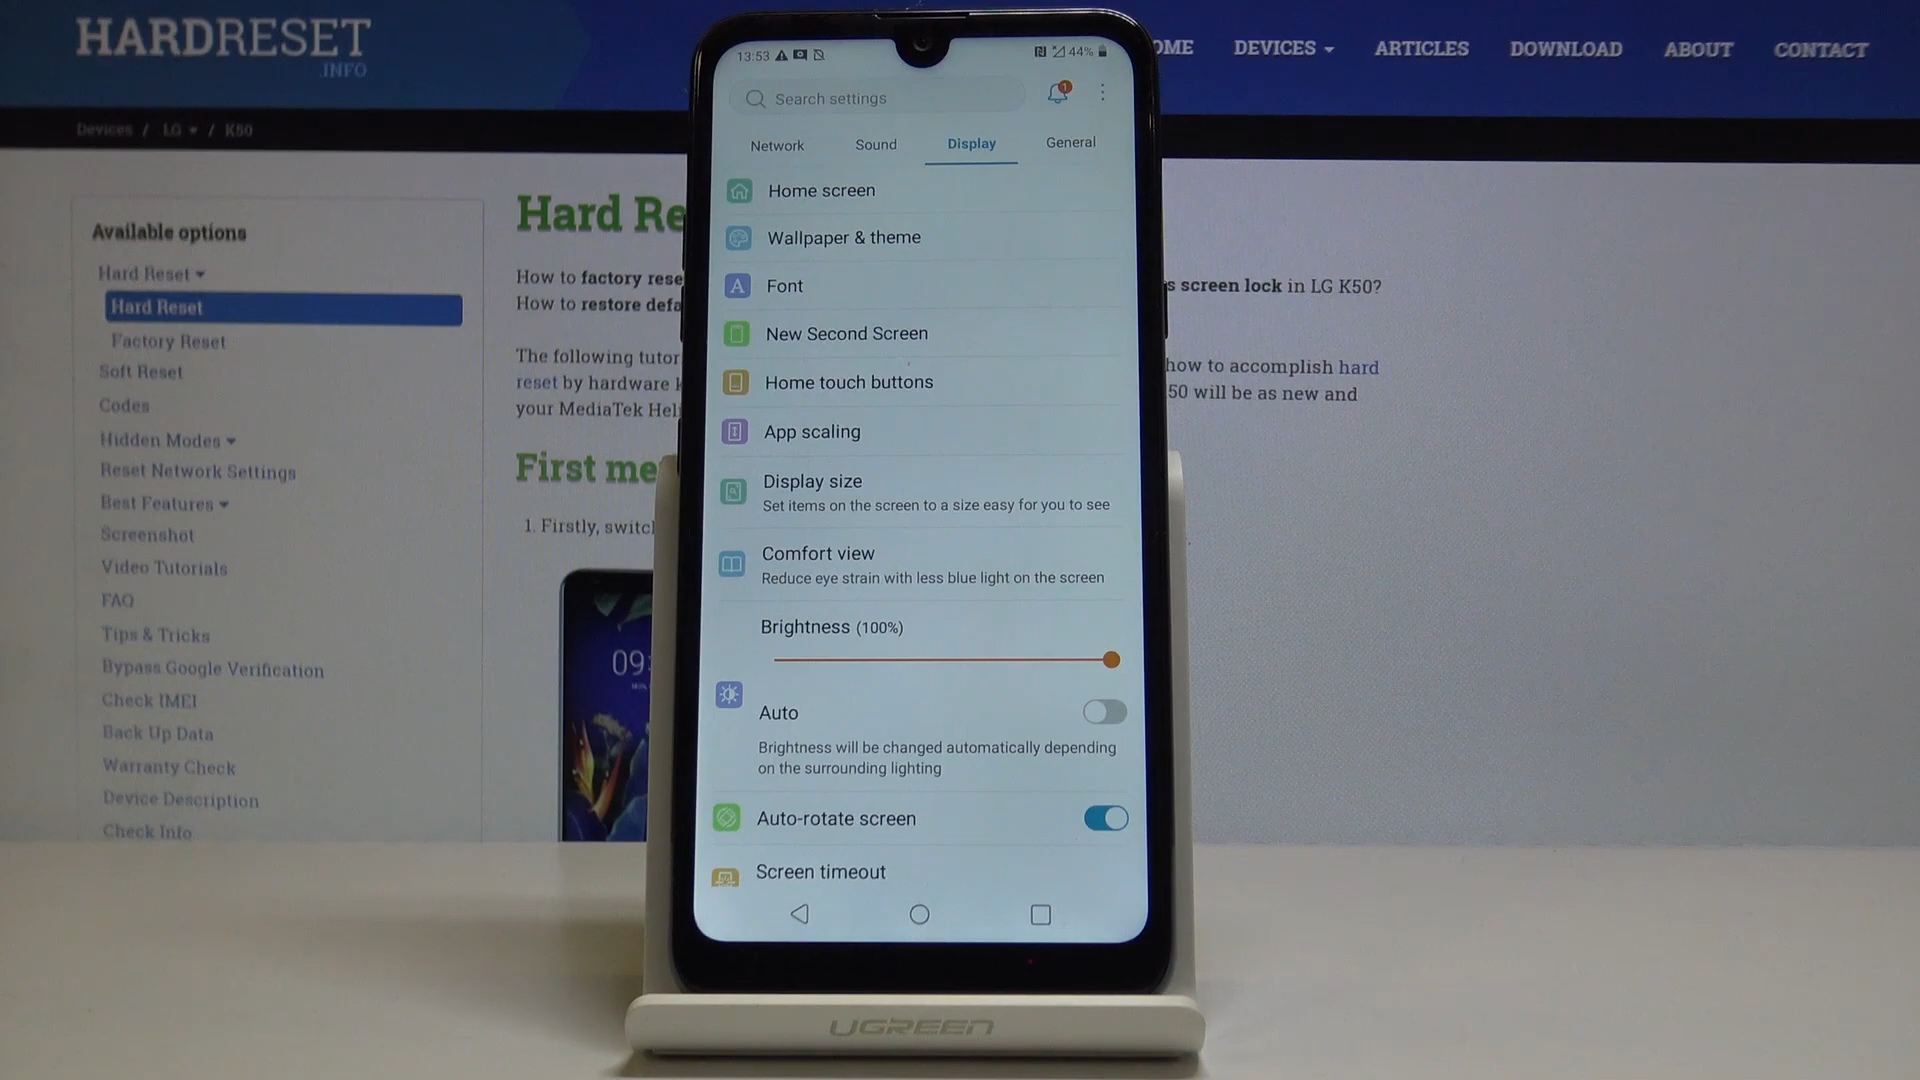 HARDRESET
.INFO
OME
DEVICES
ARTICLES
DOWNLOAD
ABOUT
CONTACT
Devices / LG / K50
Available options
Hard Reset
Hard Reset
Factory Reset
Soft Reset
Codes
Hidden Modes
Reset Network Settings
Best Features
Screenshot
Video Tutorials
FAQ
Tips & Tricks
Bypass Google Verification
Check IMEI
Back Up Data
Warranty Check
Device Description
Check Info
Hard Re
How to factory rese
s screen lock in LG K50?
How to restore defa
The following tutor
how to accomplish hard
reset by hardware k
50 will be as new and
your MediaTek Hel
First me
1. Firstly, switc
09:
13:53
44%
Search settings
1
Network
Sound
Display
General
Home screen
Wallpaper & theme
Font
New Second Screen
Home touch buttons
App scaling
Display size
Set items on the screen to a size easy for you to see
Comfort view
Reduce eye strain with less blue light on the screen
Brightness (100%)
Auto
Brightness will be changed automatically depending
on the surrounding lighting
Auto-rotate screen
Screen timeout
UGREEN